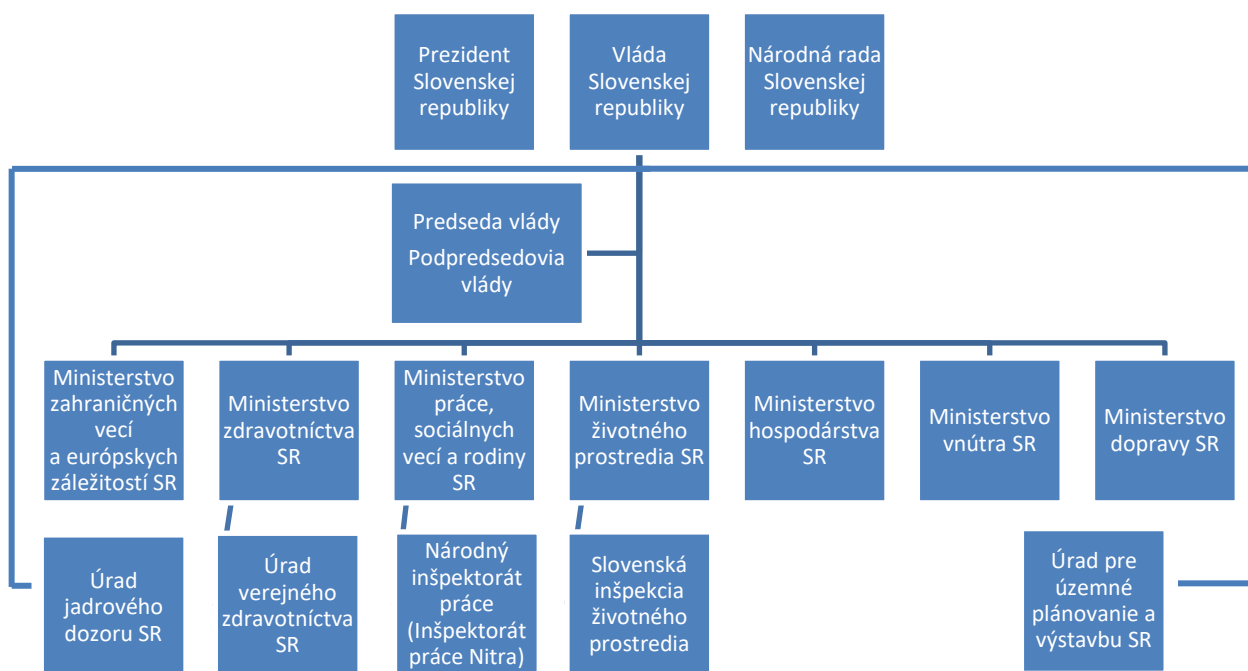 Prezident
Slovenskej
republiky
Vláda
Slovenskej
republiky
Národná rada
Slovenskej
republiky
Predseda vlády
Podpredsedovia
vlády
Ministerstvo
zahraničných
vecí
a európskych
záležitostí SR
Ministerstvo
zdravotníctva
SR
Ministerstvo
práce,
sociálnych
vecí a rodiny
SR
Ministerstvo
životného
prostredia SR
Ministerstvo
hospodárstva
SR
Ministerstvo
vnútra SR
Ministerstvo
dopravy SR
Úrad
jadrového
dozoru SR
Úrad
verejného
zdravotníctva
SR
Národný
inšpektorát
práce
(Inšpektorát
práce Nitra)
Slovenská
inšpekcia
životného
prostredia
Úrad pre
územné
plánovanie a
výstavbu SR